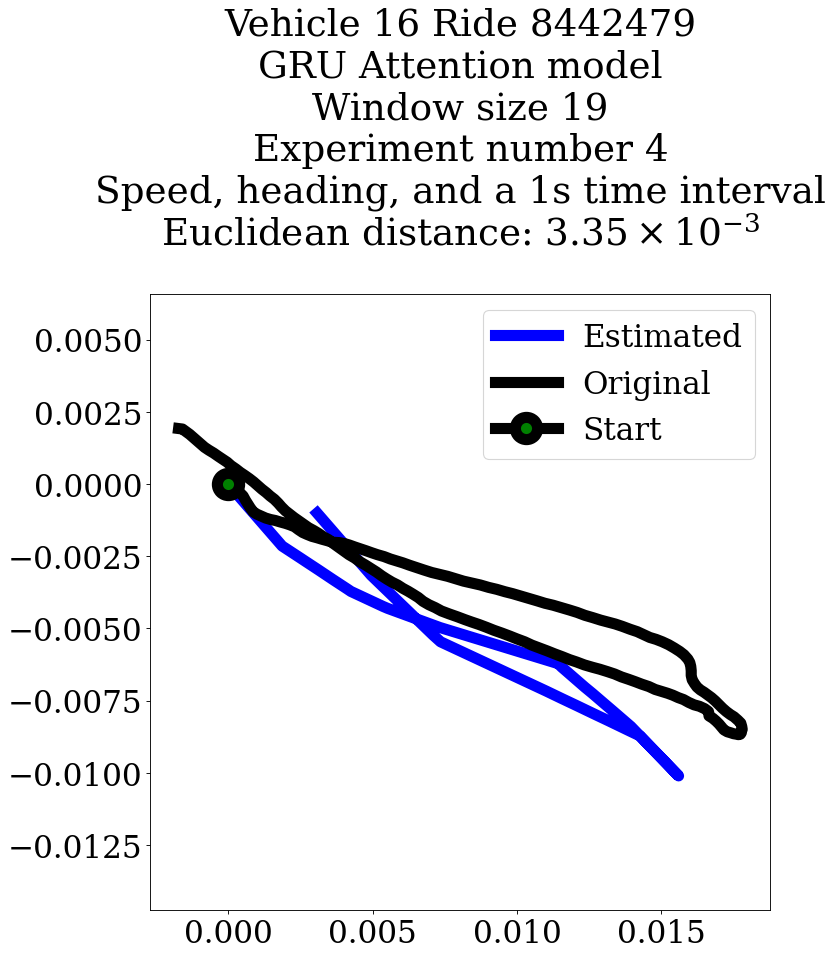 Vehicle 16 Ride 8442479
GRU Attention model
Window size 19
Experiment number 4
Speed, heading, and a 1s time interval
Euclidean distance: 3.35 × 10⁻³
Estimated
Original
Start
0.0050
0.0025
0.0000
−0.0025
−0.0050
−0.0075
−0.0100
−0.0125
0.000 0.005 0.010 0.015